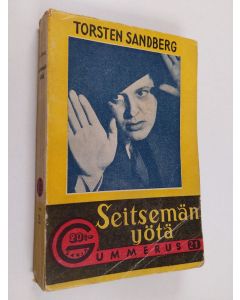 TORSTEN SANDBERG
Seitsemän
yötä
20:-
GUMMERUS 21